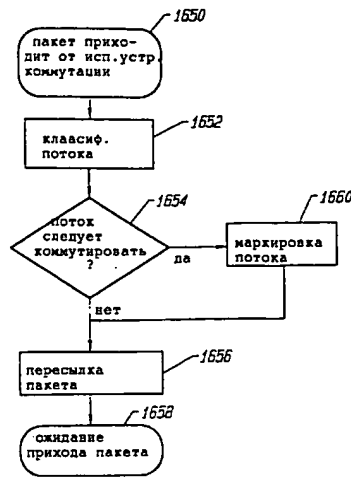 1650
пакет прихо-
дит от исп.устр.
коммутации
1652
клаасиф.
потока
1654
поток
следует
коммутировать
?
да
1660
маркировка
потока
нет
1656
пересылка
пакета
1658
ожидание
прихода пакета